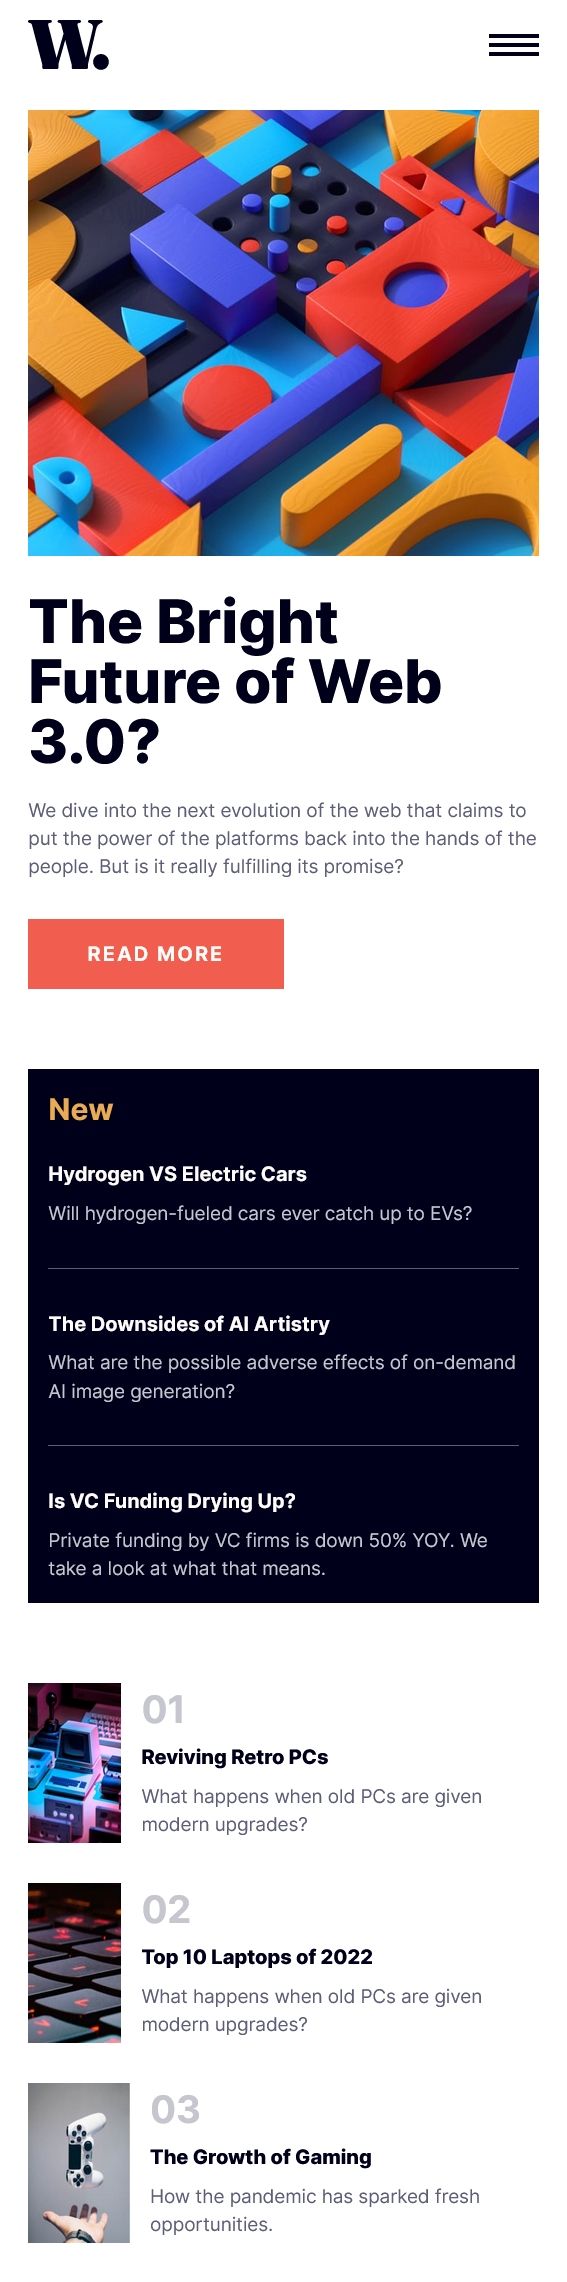 W.
The Bright
Future of Web
3.0?
We dive into the next evolution of the web that claims to
put the power of the platforms back into the hands of the
people. But is it really fulfilling its promise?
READ MORE
New
Hydrogen VS Electric Cars
Will hydrogen-fueled cars ever catch up to EVs?
The Downsides of AI Artistry
What are the possible adverse effects of on-demand
AI image generation?
Is VC Funding Drying Up?
Private funding by VC firms is down 50% YOY. We
take a look at what that means.
01
Reviving Retro PCs
What happens when old PCs are given
modern upgrades?
02
Top 10 Laptops of 2022
What happens when old PCs are given
modern upgrades?
03
The Growth of Gaming
How the pandemic has sparked fresh
opportunities.